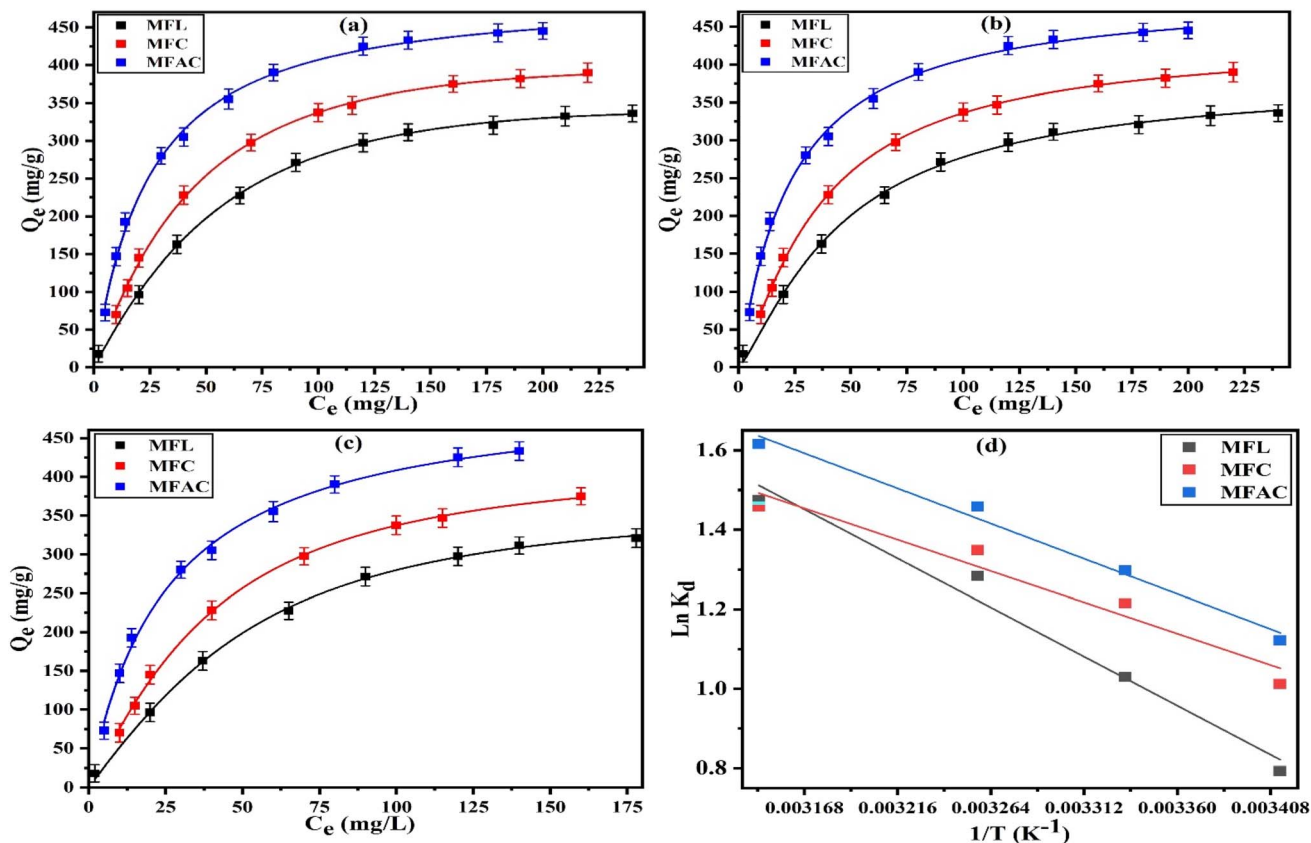 (a)
MFL
MFC
MFAC
450
400
350
300
250
200
150
100
50
0
Qe (mg/g)
0 25 50 75 100 125 150 175 200 225
Ce (mg/L)
(b)
MFL
MFC
MFAC
450
400
350
300
250
200
150
100
50
0
Qe (mg/g)
0 25 50 75 100 125 150 175 200 225
Ce (mg/L)
(c)
MFL
MFC
MFAC
450
400
350
300
250
200
150
100
50
0
Qe (mg/g)
0 25 50 75 100 125 150 175
Ce (mg/L)
(d)
MFL
MFC
MFAC
1.6
1.4
1.2
1.0
0.8
Ln Kd
0.003168 0.003216 0.003264 0.003312 0.003360 0.003408
1/T (K⁻¹)